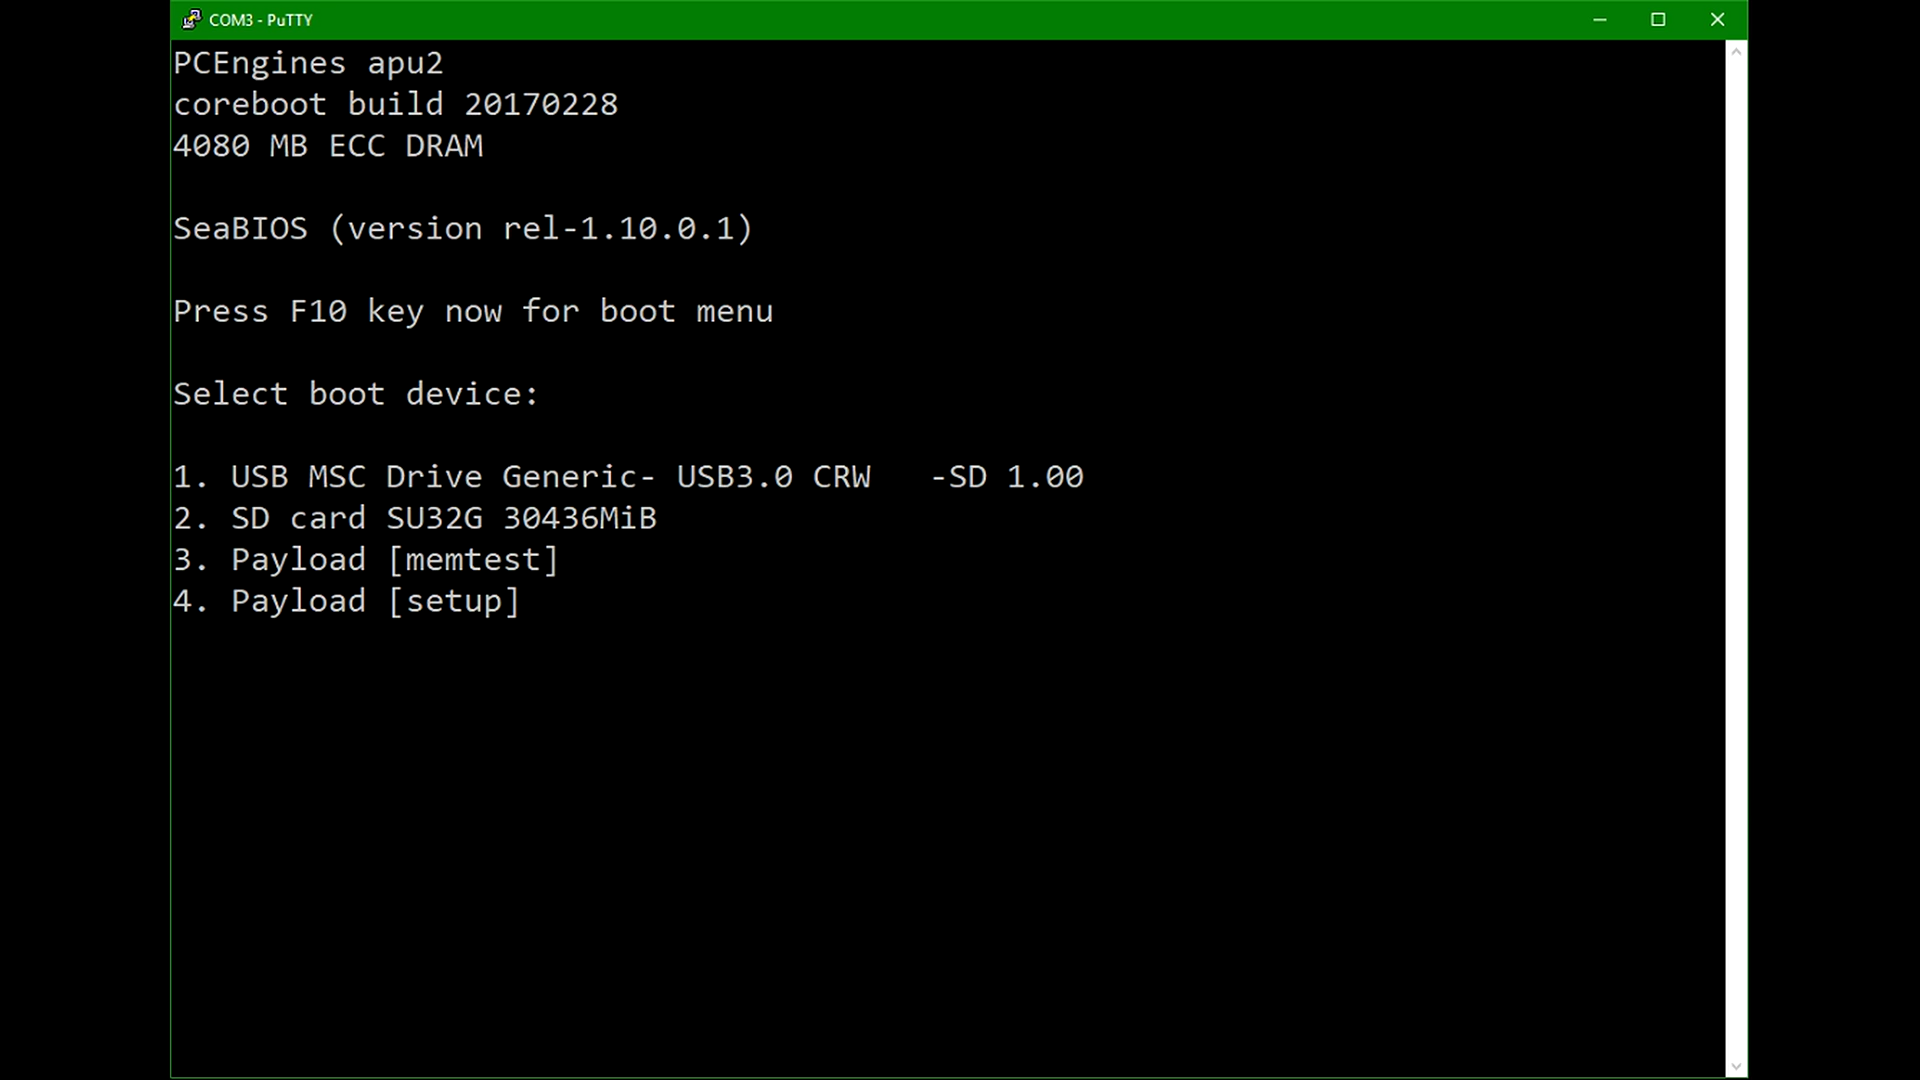 COM3 - PuTTY
PCEngines apu2
coreboot build 20170228
4080 MB ECC DRAM
SeaBIOS (version rel-1.10.0.1)
Press F10 key now for boot menu
Select boot device:
1. USB MSC Drive Generic- USB3.0 CRW   -SD 1.00
2. SD card SU32G 30436MiB
3. Payload [memtest]
4. Payload [setup]